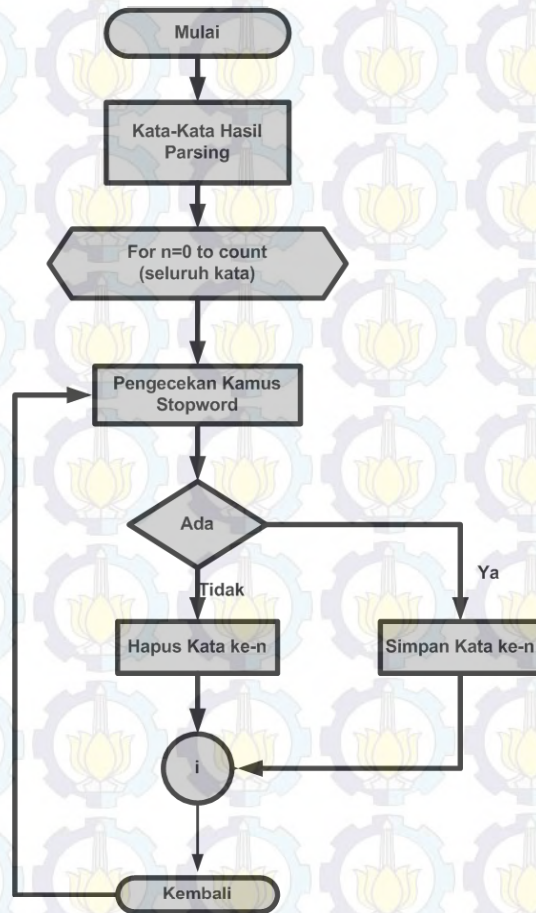 Mulai
Kata-Kata Hasil
Parsing
For n=0 to count
(seluruh kata)
Pengecekan Kamus
Stopword
Ada
Tidak
Ya
Hapus Kata ke-n
Simpan Kata ke-n
i
Kembali